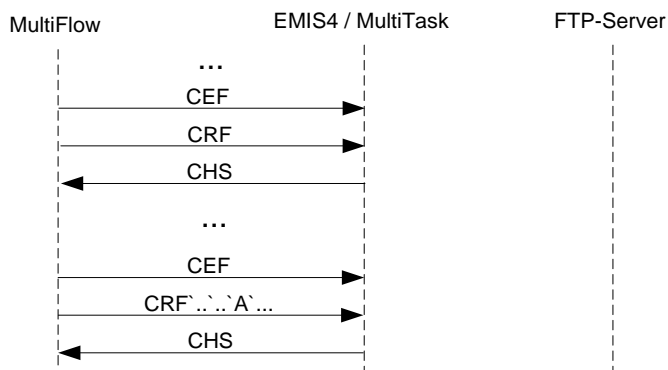 MultiFlow EMIS4 / MultiTask FTP-Server
...
CEF
CRF
CHS
...
CEF
CRF`..`..`A`...
CHS